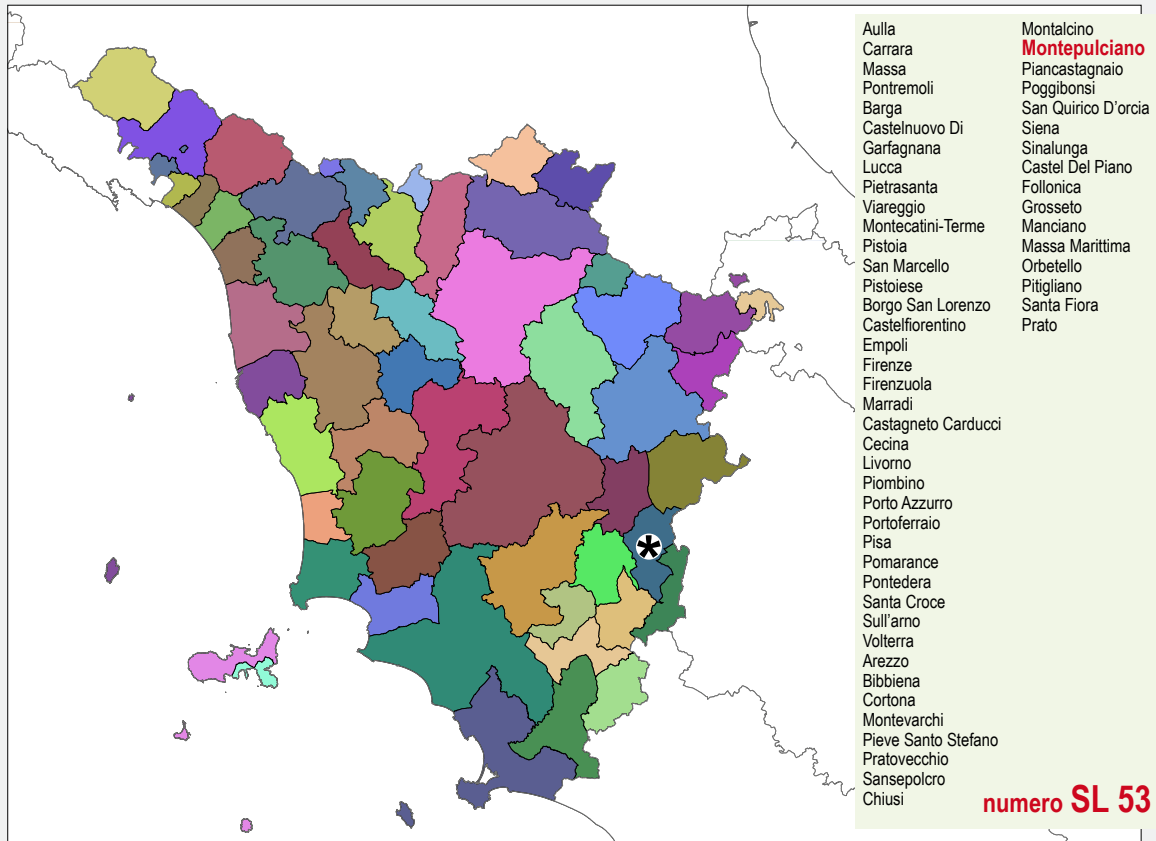 Aulla
Carrara
Massa
Pontremoli
Barga
Castelnuovo Di
Garfagnana
Lucca
Pietrasanta
Viareggio
Montecatini-Terme
Pistoia
San Marcello
Pistoiese
Borgo San Lorenzo
Castelfiorentino
Empoli
Firenze
Firenzuola
Marradi
Castagneto Carducci
Cecina
Livorno
Piombino
Porto Azzurro
Portoferraio
Pisa
Pomarance
Pontedera
Santa Croce
Sull'arno
Volterra
Arezzo
Bibbiena
Cortona
Montevarchi
Pieve Santo Stefano
Pratovecchio
Sansepolcro
Chiusi
Montalcino
Montepulciano
Piancastagnaio
Poggibonsi
San Quirico D'orcia
Siena
Sinalunga
Castel Del Piano
Follonica
Grosseto
Manciano
Massa Marittima
Orbetello
Pitigliano
Santa Fiora
Prato
numero SL 53
*